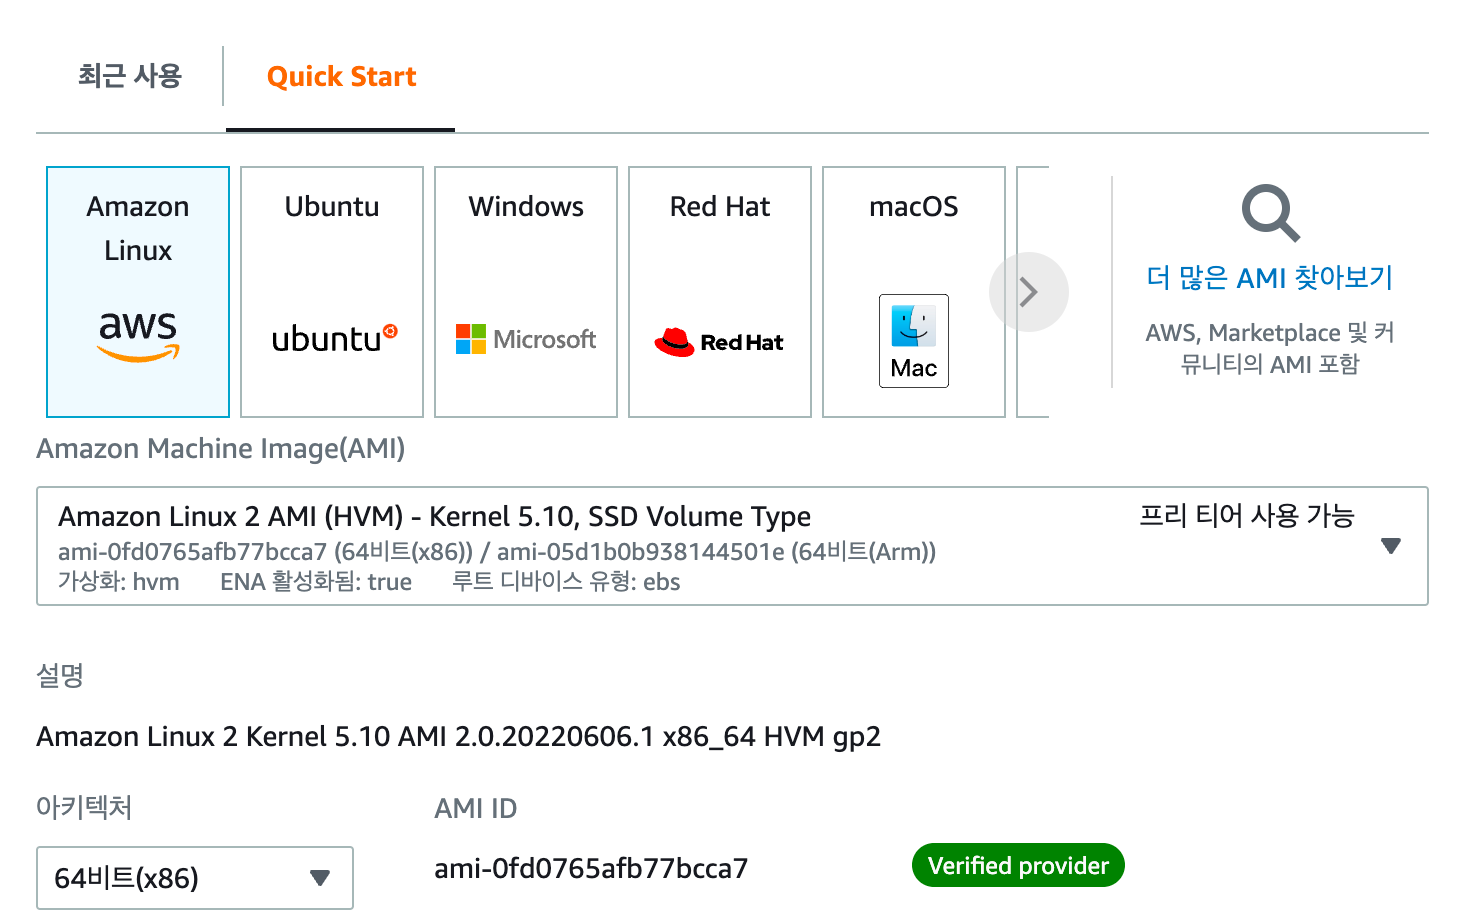 최근 사용
Quick Start
Amazon
Linux
aws
Ubuntu
ubuntu
Windows
Microsoft
Red Hat
Red Hat
macOS
Mac
더 많은 AMI 찾아보기
AWS, Marketplace 및 커
뮤니티의 AMI 포함
Amazon Machine Image(AMI)
Amazon Linux 2 AMI (HVM) - Kernel 5.10, SSD Volume Type
프리 티어 사용 가능
ami-0fd0765afb77bcca7 (64비트(x86)) / ami-05d1b0b938144501e (64비트(Arm))
가상화: hvm ENA 활성화됨: true 루트 디바이스 유형: ebs
설명
Amazon Linux 2 Kernel 5.10 AMI 2.0.20220606.1 x86_64 HVM gp2
아키텍처
64비트(x86)
AMI ID
ami-0fd0765afb77bcca7
Verified provider